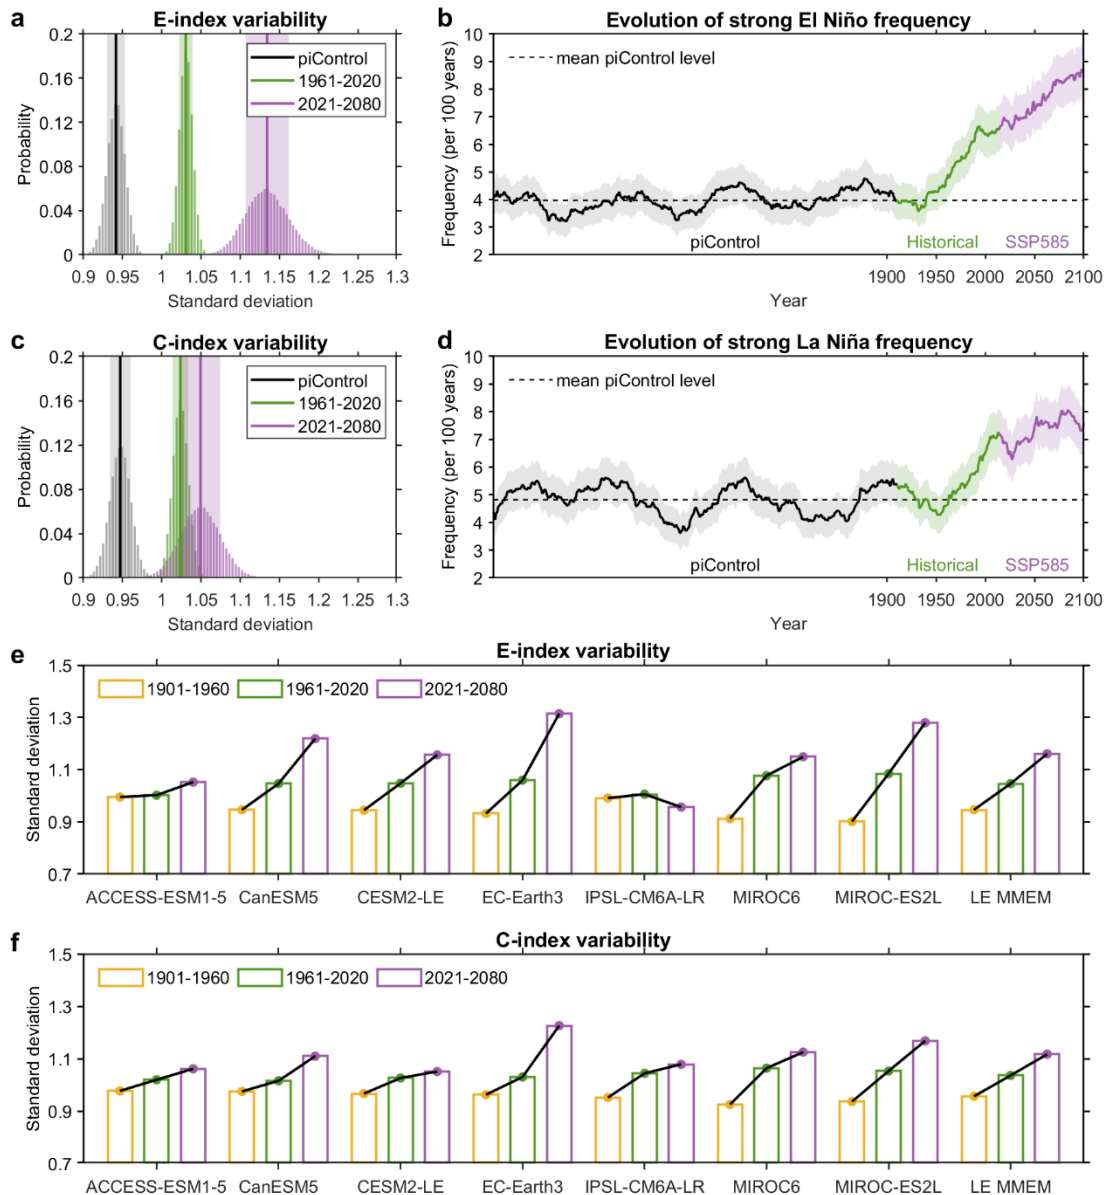 a
E-index variability
0.2
0.16
0.12
0.08
0.04
0
Probability
piControl
1961-2020
2021-2080
0.9 0.95 1 1.05 1.1 1.15 1.2 1.25 1.3
Standard deviation
b
Evolution of strong El Niño frequency
10
9
8
7
6
5
4
3
2
Frequency (per 100 years)
mean piControl level
piControl Historical SSP585
1900 1950 2000 2050 2100
Year
c
C-index variability
0.2
0.16
0.12
0.08
0.04
0
Probability
piControl
1961-2020
2021-2080
0.9 0.95 1 1.05 1.1 1.15 1.2 1.25 1.3
Standard deviation
d
Evolution of strong La Niña frequency
10
9
8
7
6
5
4
3
2
Frequency (per 100 years)
mean piControl level
piControl Historical SSP585
1900 1950 2000 2050 2100
Year
e
E-index variability
1.5
1.3
1.1
0.9
0.7
Standard deviation
1901-1960 1961-2020 2021-2080
ACCESS-ESM1-5 CanESM5 CESM2-LE EC-Earth3 IPSL-CM6A-LR MIROC6 MIROC-ES2L LE MMEM
f
C-index variability
1.5
1.3
1.1
0.9
0.7
Standard deviation
1901-1960 1961-2020 2021-2080
ACCESS-ESM1-5 CanESM5 CESM2-LE EC-Earth3 IPSL-CM6A-LR MIROC6 MIROC-ES2L LE MMEM